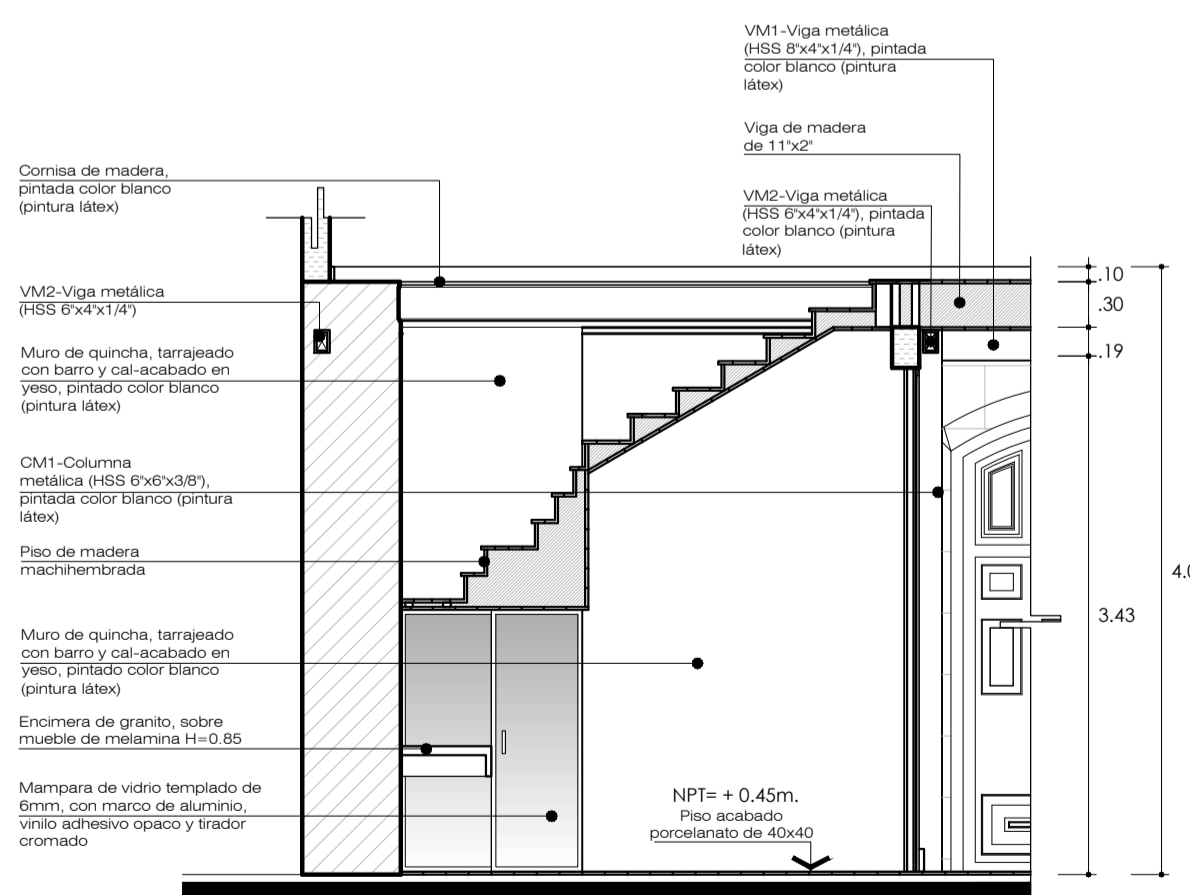 VM1-Viga metálica
(HSS 8"x4"x1/4"), pintada
color blanco (pintura
látex)
Viga de madera
de 11"x2"
VM2-Viga metálica
(HSS 6"x4"x1/4"), pintada
color blanco (pintura
látex)
Cornisa de madera,
pintada color blanco
(pintura látex)
VM2-Viga metálica
(HSS 6"x4"x1/4")
Muro de quincha, tarrajeado
con barro y cal-acabado en
yeso, pintado color blanco
(pintura látex)
CM1-Columna
metálica (HSS 6"x6"x3/8"),
pintada color blanco (pintura
látex)
Piso de madera
machihembrada
Muro de quincha, tarrajeado
con barro y cal-acabado en
yeso, pintado color blanco
(pintura látex)
Encimera de granito, sobre
mueble de melamina H=0.85
Mampara de vidrio templado de
6mm, con marco de aluminio,
vinilo adhesivo opaco y tirador
cromado
NPT= + 0.45m.
Piso acabado
porcelanato de 40x40
.10
.30
.19
3.43